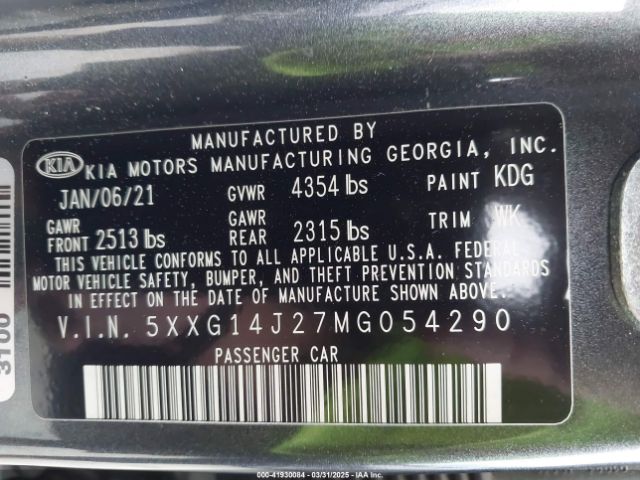 MANUFACTURED BY
KIA KIA MOTORS MANUFACTURING GEORGIA, INC.
JAN/06/21 GVWR 4354 lbs PAINT KDG
GAWR FRONT 2513 lbs GAWR REAR 2315 lbs TRIM WK
THIS VEHICLE CONFORMS TO ALL APPLICABLE U.S.A. FEDERAL
MOTOR VEHICLE SAFETY, BUMPER, AND THEFT PREVENTION STANDARDS
IN EFFECT ON THE DATE OF MANUFACTURE SHOWN ABOVE.
V.I.N. 5XXG14J27MG054290
PASSENGER CAR
3100
000-41930084 - 03/31/2025 - IAA Inc.